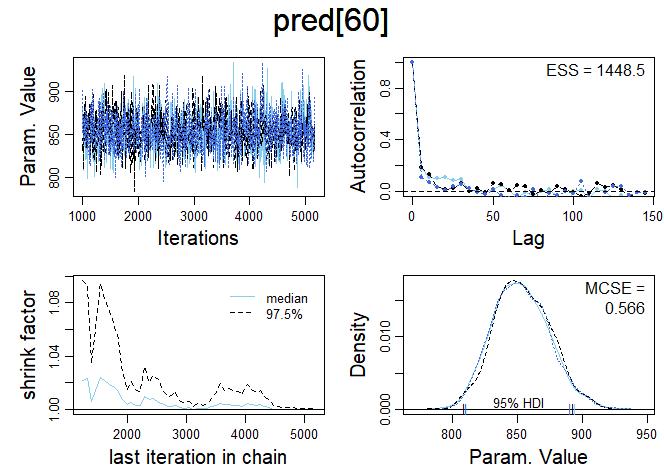 pred[60]
Param. Value
800 850 900
1000 2000 3000 4000 5000
Iterations
Autocorrelation
0.0 0.4 0.8
ESS = 1448.5
0 50 100 150
Lag
shrink factor
1.00 1.04 1.08
median
97.5%
2000 3000 4000 5000
last iteration in chain
Density
0.000 0.010
MCSE =
0.566
95% HDI
800 850 900 950
Param. Value